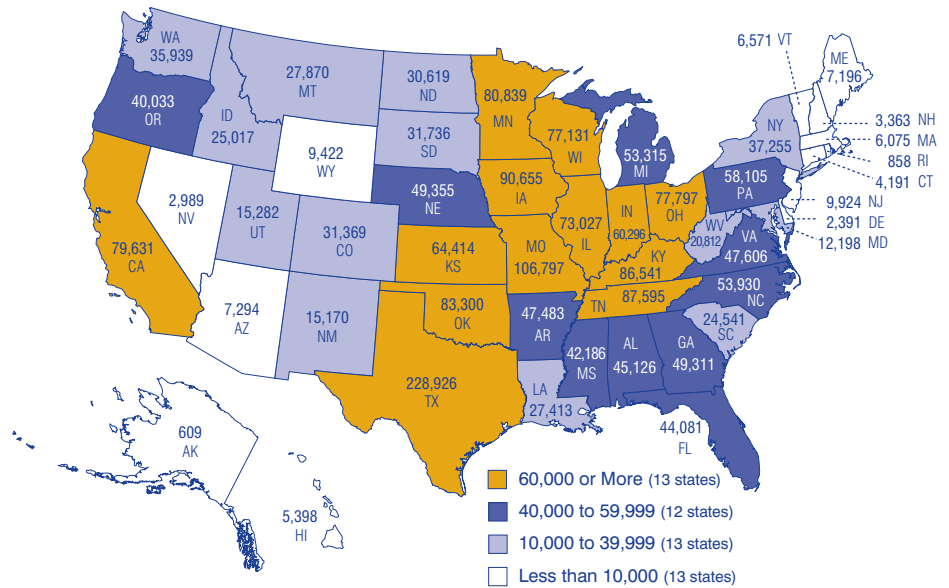 WA
35,939
40,033
OR
ID
25,017
27,870
MT
30,619
ND
31,736
SD
9,422
WY
49,355
NE
2,989
NV
15,282
UT
31,369
CO
79,631
CA
7,294
AZ
15,170
NM
64,414
KS
83,300
OK
228,926
TX
80,839
MN
77,131
WI
90,655
IA
MO
106,797
73,027
IL
IN
60,296
53,315
MI
77,797
OH
KY
86,541
TN
87,595
47,483
AR
LA
27,413
42,186
MS
AL
45,126
GA
49,311
44,081
FL
24,541
SC
53,930
NC
VA
47,606
WV
20,812
58,105
PA
NY
37,255
6,571 VT
ME
7,196
3,363 NH
6,075 MA
858 RI
4,191 CT
9,924 NJ
2,391 DE
12,198 MD
609
AK
5,398
HI
60,000 or More (13 states)
40,000 to 59,999 (12 states)
10,000 to 39,999 (13 states)
Less than 10,000 (13 states)